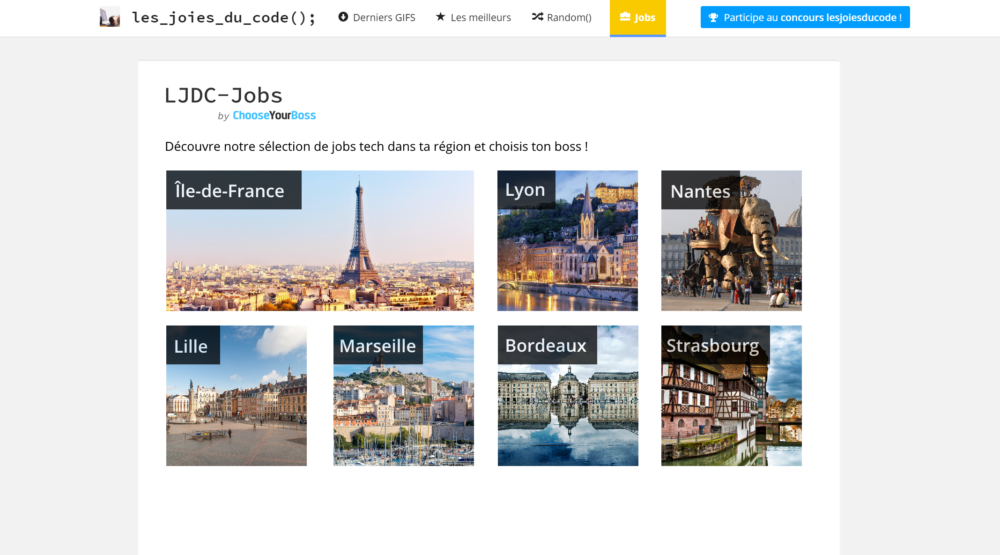 les_joies_du_code();
Derniers GIFS
Les meilleurs
Random()
Jobs
Participe au concours lesjoiesducode !
LJDC-Jobs
by ChooseYourBoss
Découvre notre sélection de jobs tech dans ta région et choisis ton boss !
Île-de-France
Lyon
Nantes
Lille
Marseille
Bordeaux
Strasbourg